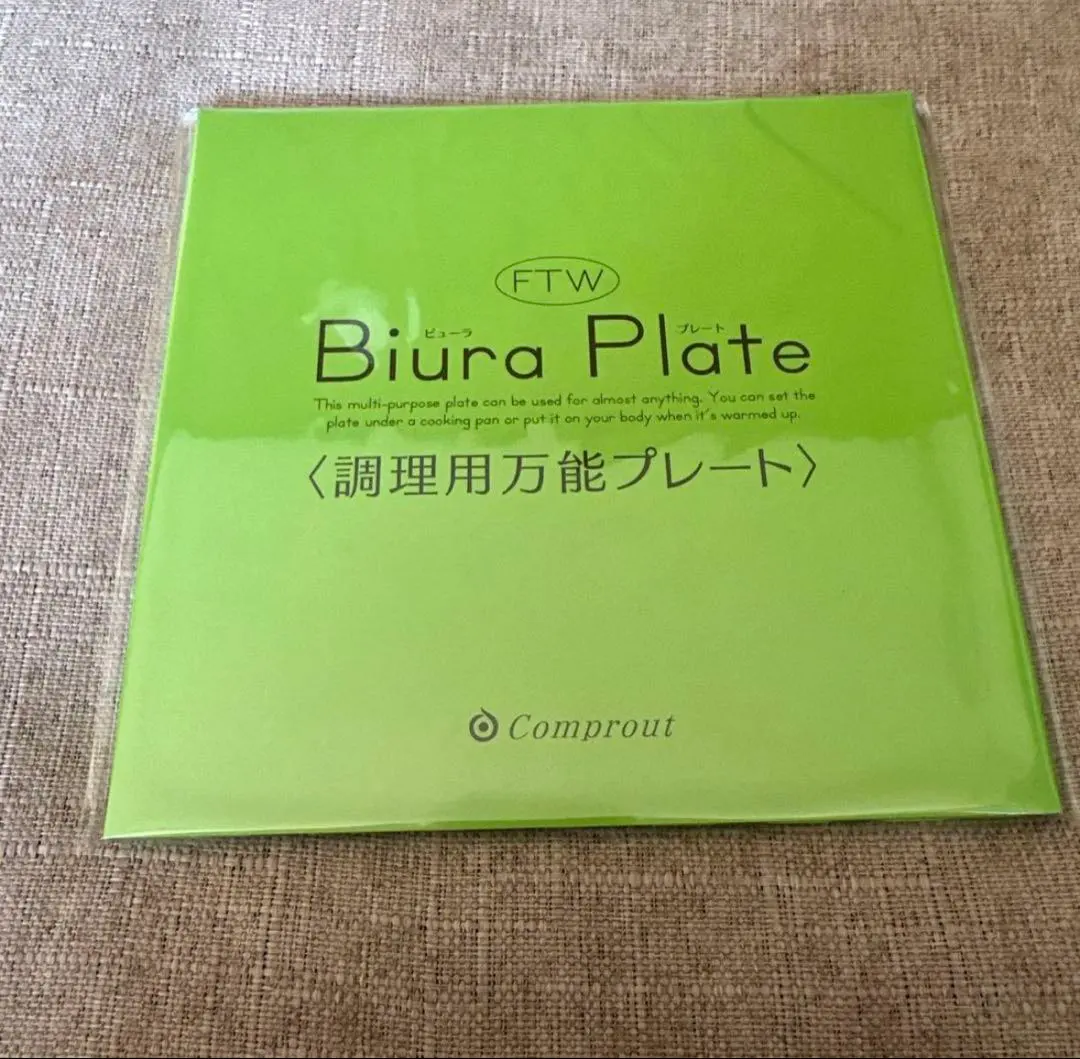 FTW
ビューラ プレート
Biura Plate
This multi-purpose plate can be used for almost anything. You can set the
plate under a cooking pan or put it on your body when it's warmed up.
〈調理用万能プレート〉
Comprout